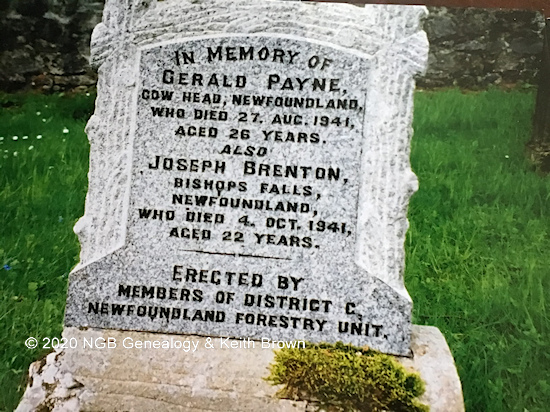 IN MEMORY OF
GERALD PAYNE,
COW HEAD, NEWFOUNDLAND,
WHO DIED 27. AUG. 1941,
AGED 26 YEARS.
ALSO
JOSEPH BRENTON,
BISHOPS FALLS,
NEWFOUNDLAND,
WHO DIED 4. OCT. 1941,
AGED 22 YEARS.
ERECTED BY
MEMBERS OF DISTRICT C,
NEWFOUNDLAND FORESTRY UNIT.
© 2020 NGB Genealogy & Keith Brown